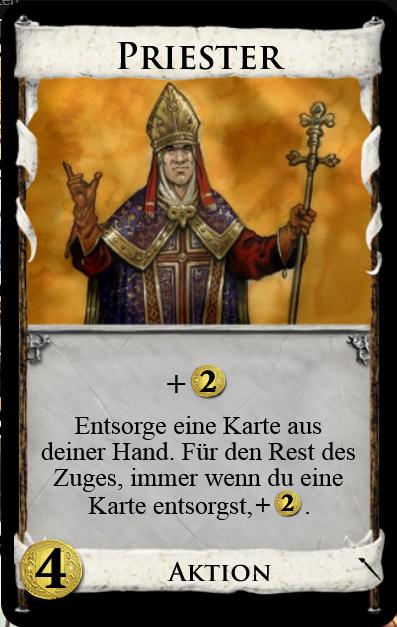 PRIESTER
+ 2
Entsorge eine Karte aus
deiner Hand. Für den Rest des
Zuges, immer wenn du eine
Karte entsorgst, + 2 .
4 AKTION